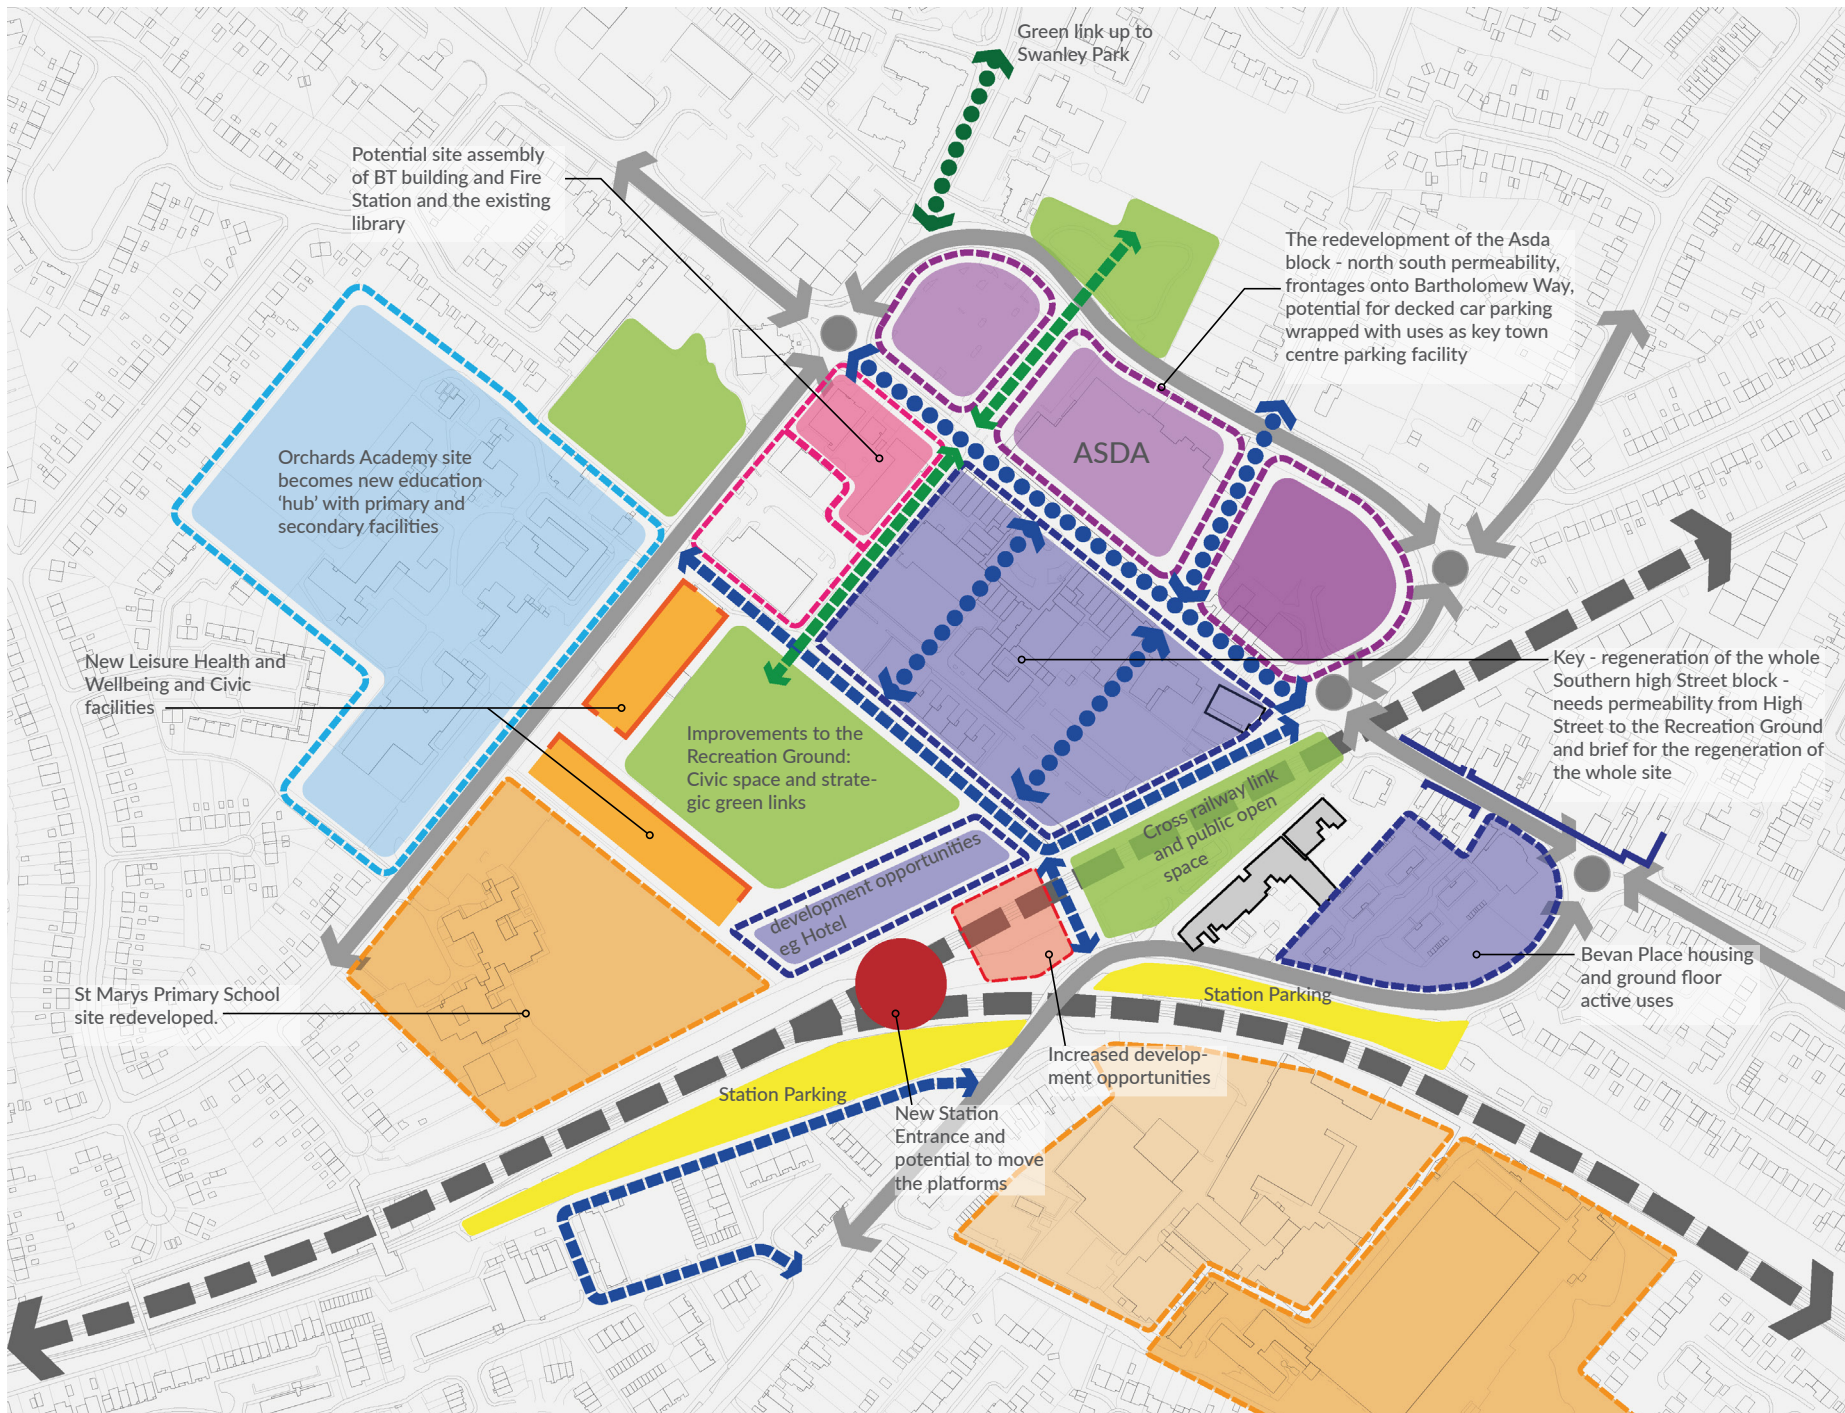 Green link up to
Swanley Park
Potential site assembly
of BT building and Fire
Station and the existing
library
The redevelopment of the Asda
block - north south permeability,
frontages onto Bartholomew Way,
potential for decked car parking
wrapped with uses as key town
centre parking facility
ASDA
Orchards Academy site
becomes new education
‘hub’ with primary and
secondary facilities
New Leisure Health and
Wellbeing and Civic
facilities
Key - regeneration of the whole
Southern high Street block -
needs permeability from High
Street to the Recreation Ground
and brief for the regeneration of
the whole site
Improvements to the
Recreation Ground:
Civic space and strate-
gic green links
Cross railway link
and public open
space
development opportunities
eg Hotel
Bevan Place housing
and ground floor
active uses
St Marys Primary School
site redeveloped.
Station Parking
Increased develop-
ment opportunities
Station Parking
New Station
Entrance and
potential to move
the platforms